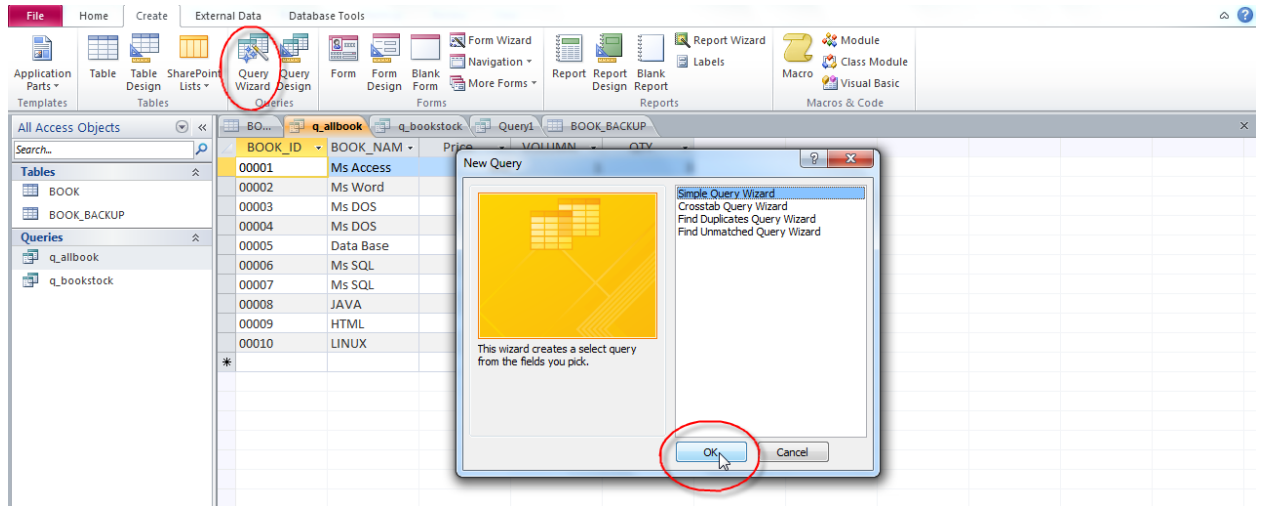 File Home Create External Data Database Tools
Application Parts Table Table Design SharePoint Lists Query Wizard Query Design Form Form Design Blank Form Form Wizard Navigation More Forms Report Report Design Blank Report Report Wizard Labels Macro Module Class Module Visual Basic
Templates Tables Queries Forms Reports Macros & Code
All Access Objects « BO... q_allbook q_bookstock Query1 BOOK_BACKUP ×
Search... BOOK_ID BOOK_NAM Price VOLUMN QTY
Tables 00001 Ms Access
BOOK 00002 Ms Word
BOOK_BACKUP 00003 Ms DOS
00004 Ms DOS
Queries 00005 Data Base
q_allbook 00006 Ms SQL
q_bookstock 00007 Ms SQL
00008 JAVA
00009 HTML
00010 LINUX
New Query
Simple Query Wizard
Crosstab Query Wizard
Find Duplicates Query Wizard
Find Unmatched Query Wizard
This wizard creates a select query
from the fields you pick.
OK Cancel